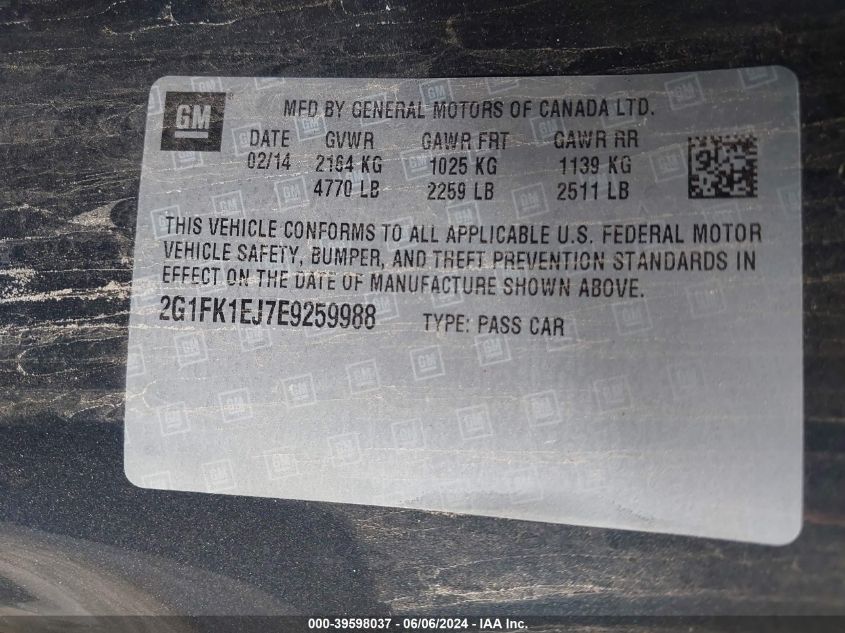 GM
MFD BY GENERAL MOTORS OF CANADA LTD.
DATE GVWR GAWR FRT GAWR RR
02/14 2164 KG 1025 KG 1139 KG
4770 LB 2259 LB 2511 LB
THIS VEHICLE CONFORMS TO ALL APPLICABLE U.S. FEDERAL MOTOR
VEHICLE SAFETY, BUMPER, AND THEFT PREVENTION STANDARDS IN
EFFECT ON THE DATE OF MANUFACTURE SHOWN ABOVE.
2G1FK1EJ7E9259988 TYPE: PASS CAR
000-39598037 - 06/06/2024 - IAA Inc.